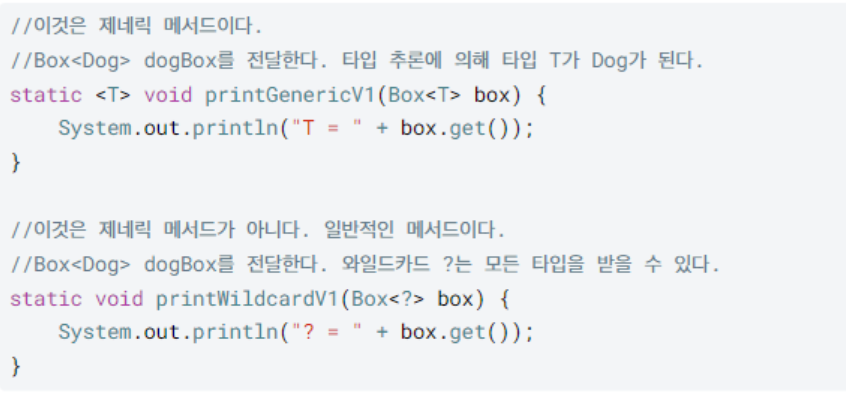 //이것은 제네릭 메서드이다.
//Box<Dog> dogBox를 전달한다. 타입 추론에 의해 타입 T가 Dog가 된다.
static <T> void printGenericV1(Box<T> box) {
    System.out.println("T = " + box.get());
}

//이것은 제네릭 메서드가 아니다. 일반적인 메서드이다.
//Box<Dog> dogBox를 전달한다. 와일드카드 ?는 모든 타입을 받을 수 있다.
static void printWildcardV1(Box<?> box) {
    System.out.println("? = " + box.get());
}